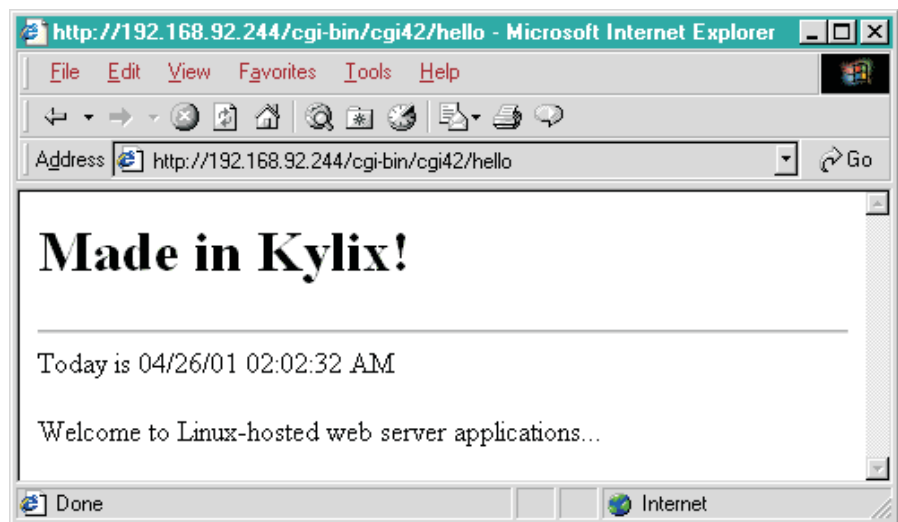 http://192.168.92.244/cgi-bin/cgi42/hello - Microsoft Internet Explorer
File Edit View Favorites Tools Help
Address http://192.168.92.244/cgi-bin/cgi42/hello Go
Made in Kylix!
Today is 04/26/01 02:02:32 AM
Welcome to Linux-hosted web server applications...
Done Internet